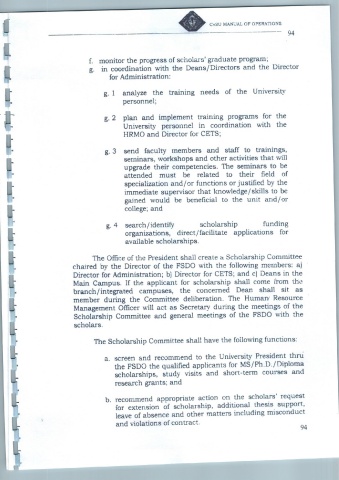 CvSU MANUAL OF OPERATIONS
94
f. monitor the progress of scholars' graduate program;
g. in coordination with the Deans/Directors and the Director
for Administration:
g. 1 analyze the training needs of the University
personnel;
g. 2 plan and implement training programs for the
University personnel in coordination with the
HRMO and Director for CETS;
g. 3 send faculty members and staff to trainings,
seminars, workshops and other activities that will
upgrade their competencies. The seminars to be
attended must be related to their field of
specialization and/or functions or justified by the
immediate supervisor that knowledge/skills to be
gained would be beneficial to the unit and/or
college; and
g. 4 search/identify scholarship funding
organizations, direct/facilitate applications for
available scholarships.
The Office of the President shall create a Scholarship Committee
chaired by the Director of the FSDO with the following members: a)
Director for Administration; b) Director for CETS; and c) Deans in the
Main Campus. If the applicant for scholarship shall come from the
branch/integrated campuses, the concerned Dean shall sit as
member during the Committee deliberation. The Human Resource
Management Officer will act as Secretary during the meetings of the
Scholarship Committee and general meetings of the FSDO with the
scholars.
The Scholarship Committee shall have the following functions:
a. screen and recommend to the University President thru
the FSDO the qualified applicants for MS/Ph.D./Diploma
scholarships, study visits and short-term courses and
research grants; and
b. recommend appropriate action on the scholars' request
for extension of scholarship, additional thesis support,
leave of absence and other matters including misconduct
and violations of contract.
94